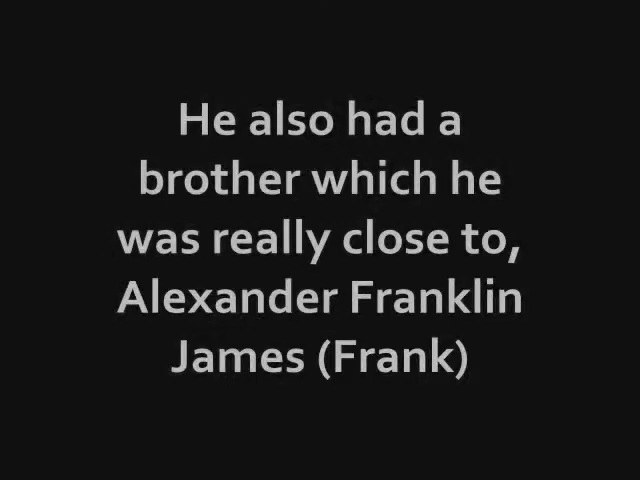 He also had a
brother which he
was really close to,
Alexander Franklin
James (Frank)